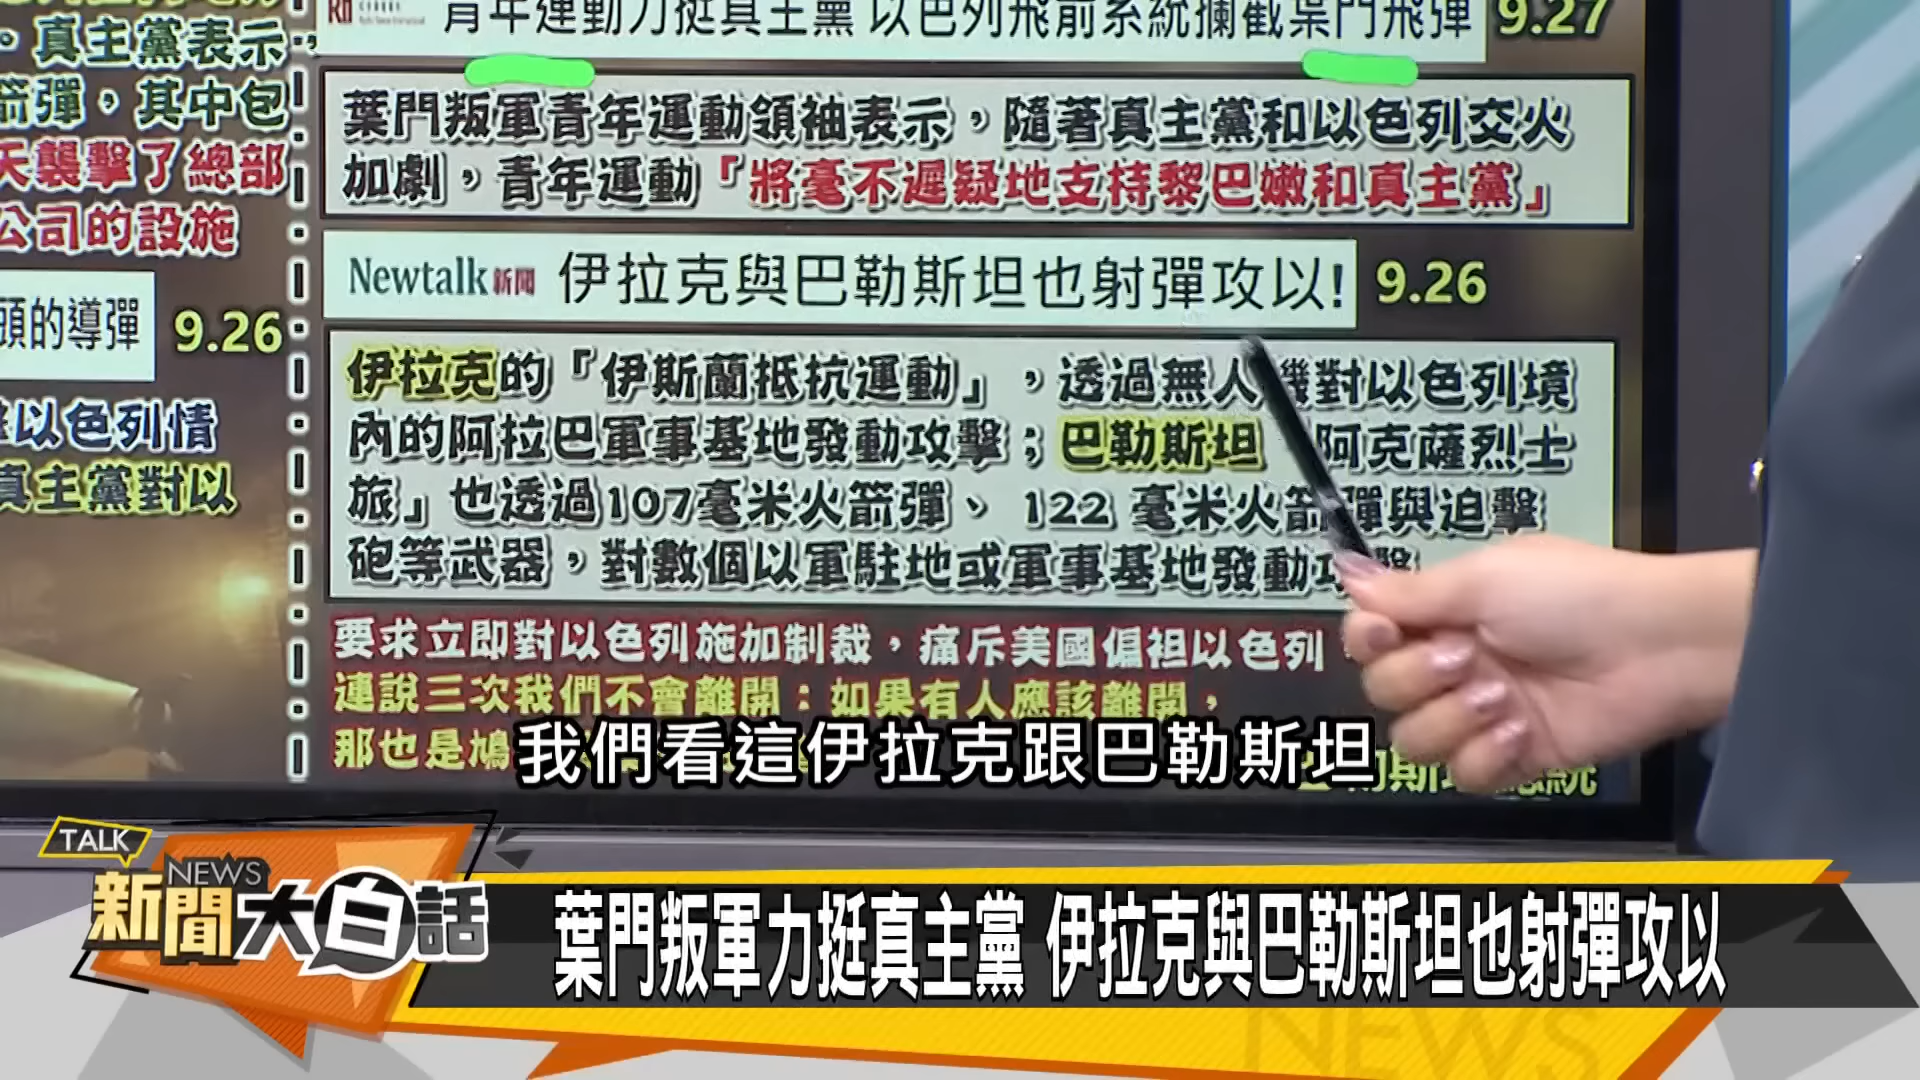 。真主黨表示,
箭彈,其中包
天襲擊了總部
公司的設施
頭的導彈 9.26
以色列情
真主黨對以
青年運動力挺真主黨 以色列飛箭系統攔截葉門飛彈 9.27
葉門叛軍青年運動領袖表示,隨著真主黨和以色列交火
加劇,青年運動「將毫不遲疑地支持黎巴嫩和真主黨」
Newtalk新聞 伊拉克與巴勒斯坦也射彈攻以! 9.26
伊拉克的「伊斯蘭抵抗運動」,透過無人機對以色列境
內的阿拉巴軍事基地發動攻擊;巴勒斯坦 阿克薩烈士
旅」也透過107毫米火箭彈、 122 毫米火箭彈與迫擊
砲等武器,對數個以軍駐地或軍事基地發動攻擊
要求立即對以色列施加制裁,痛斥美國偏袒以色列
連說三次我們不會離開:如果有人應該離開,
那也是鳩
我們看這伊拉克跟巴勒斯坦
TALK
NEWS
新聞大白話
葉門叛軍力挺真主黨 伊拉克與巴勒斯坦也射彈攻以
NEWS